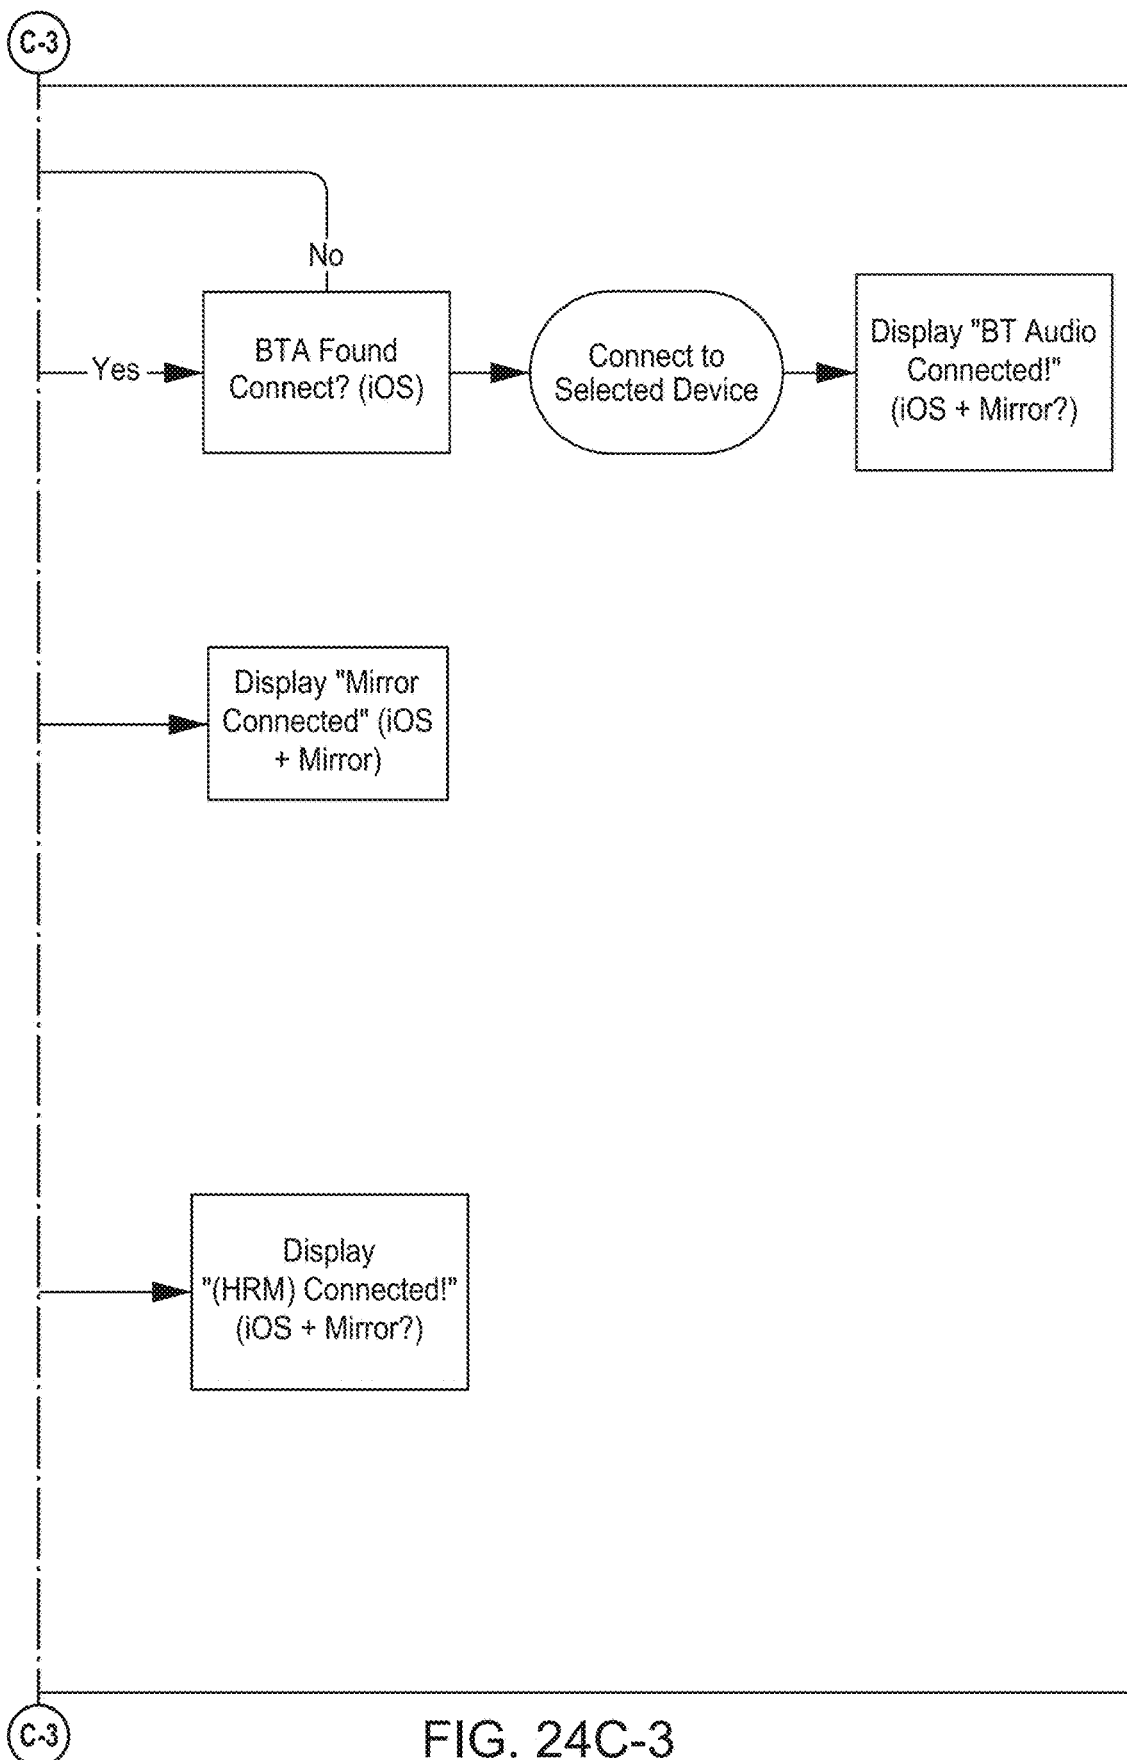 C-3
No
Yes
BTA Found
Connect? (iOS)
Connect to
Selected Device
Display "BT Audio
Connected!"
(iOS + Mirror?)
Display "Mirror
Connected" (iOS
+ Mirror)
Display
"(HRM) Connected!"
(iOS + Mirror?)
C-3
FIG. 24C-3